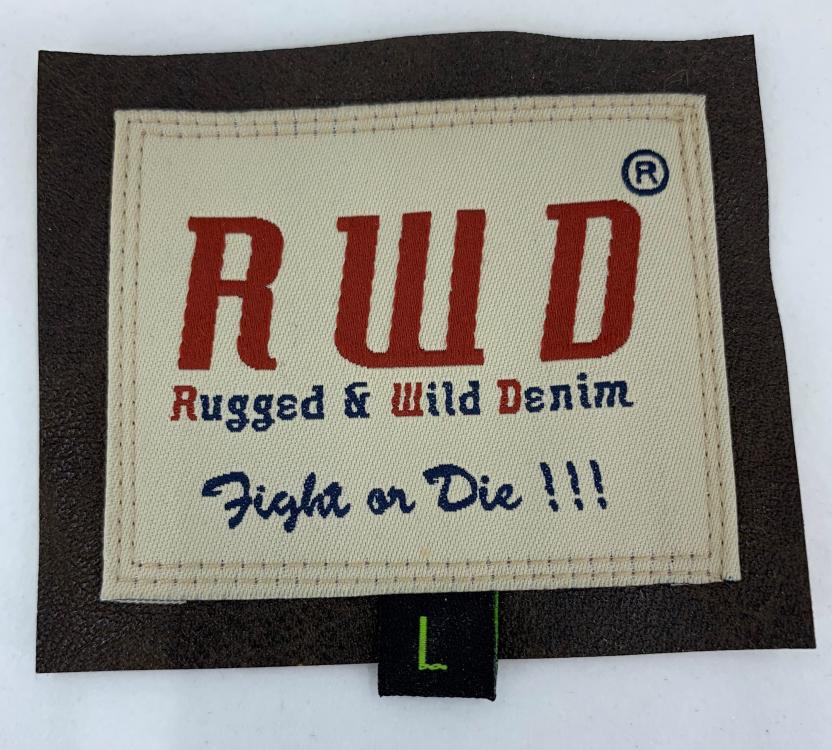 ®
RWD
Rugged & Wild Denim
Fight or Die !!!
L